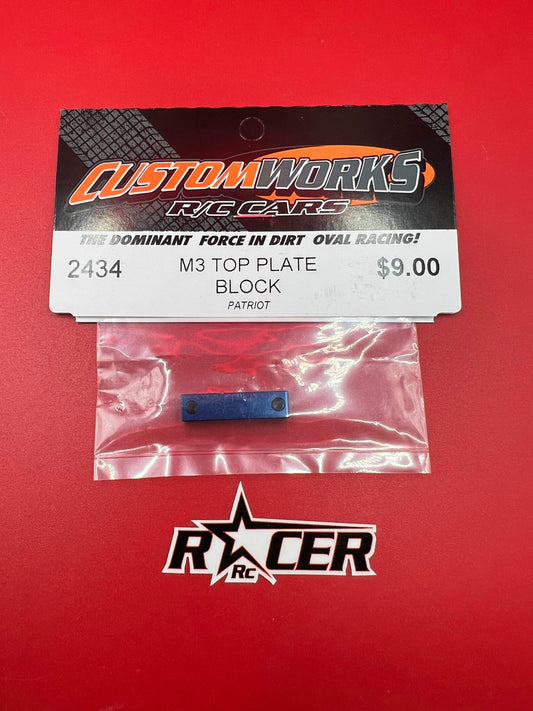 CUSTOMWORKS
R/C CARS
THE DOMINANT FORCE IN DIRT OVAL RACING!
2434 M3 TOP PLATE $9.00
BLOCK
PATRIOT
RACER
RC